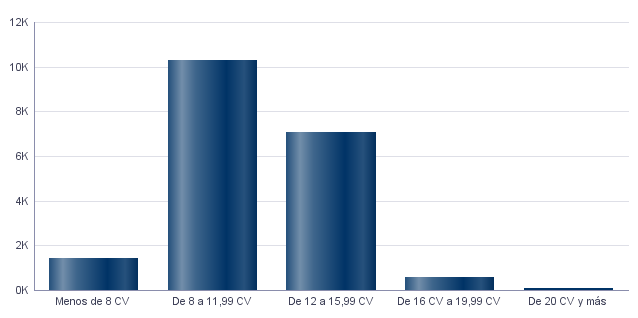 12K
10K
8K
6K
4K
2K
0K
Menos de 8 CV De 8 a 11,99 CV De 12 a 15,99 CV De 16 CV a 19,99 CV De 20 CV y más